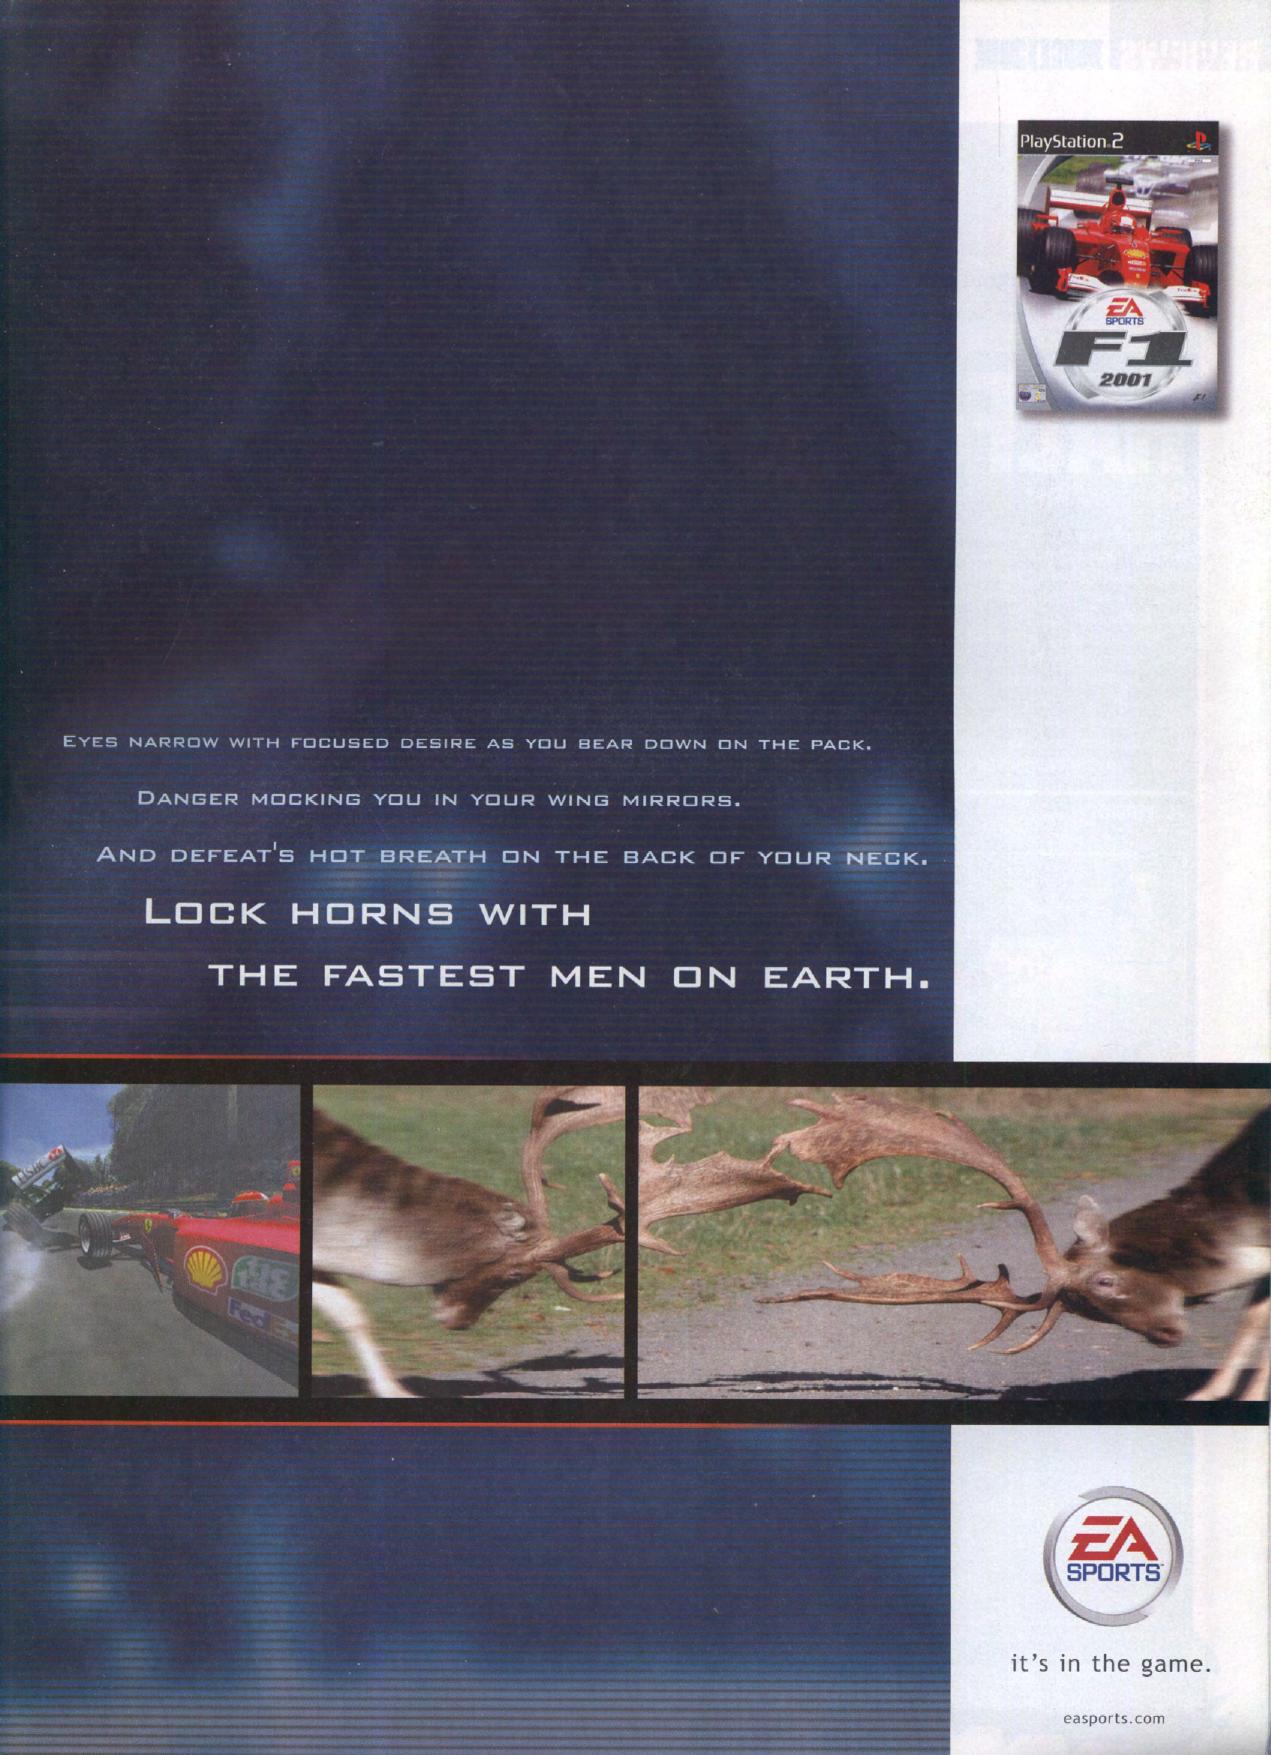 PlayStation 2
EA
SPORTS
F1
2001
EYES NARROW WITH FOCUSED DESIRE AS YOU BEAR DOWN ON THE PACK.
DANGER MOCKING YOU IN YOUR WING MIRRORS.
AND DEFEAT'S HOT BREATH ON THE BACK OF YOUR NECK.
LOCK HORNS WITH
THE FASTEST MEN ON EARTH.
HSBC
FedEx
EA
SPORTS
it's in the game.
easports.com